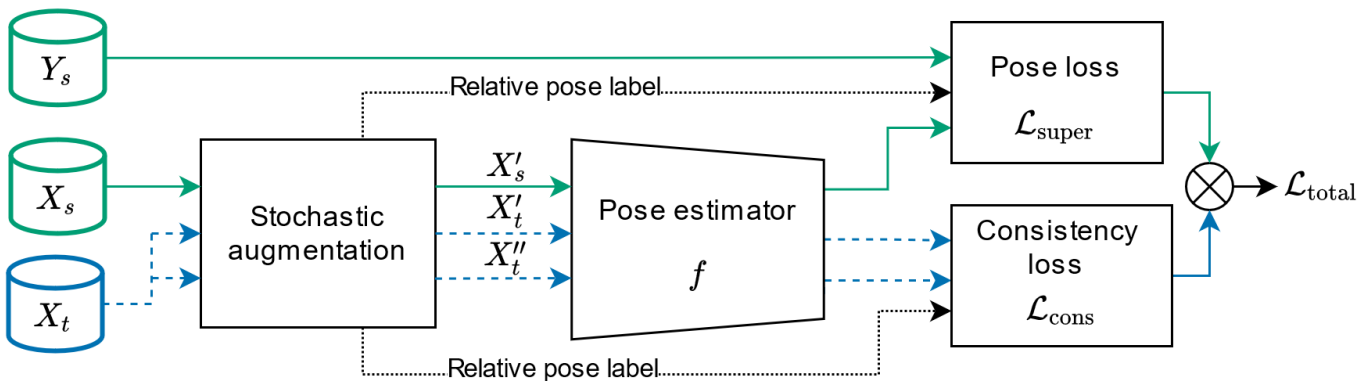 Y_s
Pose loss
Relative pose label
ℒ_super
X_s
X'_s
ℒ_total
X'_t
Stochastic
augmentation
Pose estimator
Consistency
loss
X''_t
f
X_t
ℒ_cons
Relative pose label